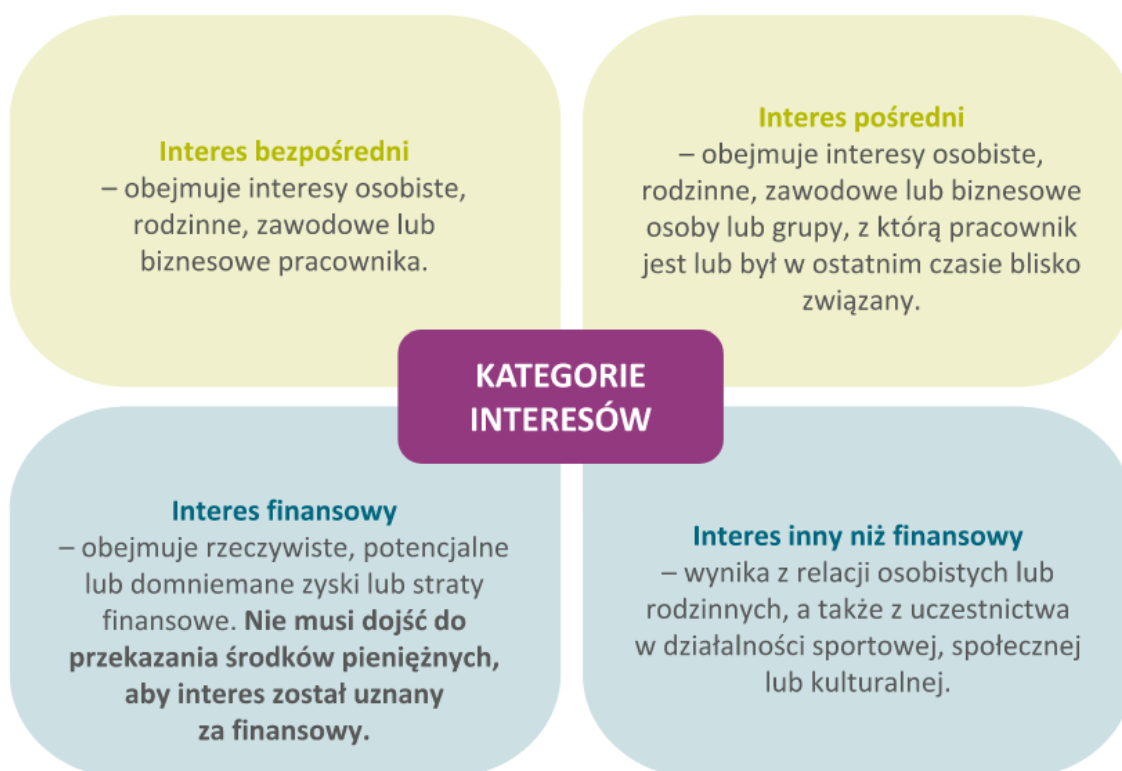 Interes bezpośredni
– obejmuje interesy osobiste,
rodzinne, zawodowe lub
biznesowe pracownika.
Interes pośredni
– obejmuje interesy osobiste,
rodzinne, zawodowe lub biznesowe
osoby lub grupy, z którą pracownik
jest lub był w ostatnim czasie blisko
związany.
KATEGORIE
INTERESÓW
Interes finansowy
– obejmuje rzeczywiste, potencjalne
lub domniemane zyski lub straty
finansowe. Nie musi dojść do
przekazania środków pieniężnych,
aby interes został uznany
za finansowy.
Interes inny niż finansowy
– wynika z relacji osobistych lub
rodzinnych, a także z uczestnictwa
w działalności sportowej, społecznej
lub kulturalnej.